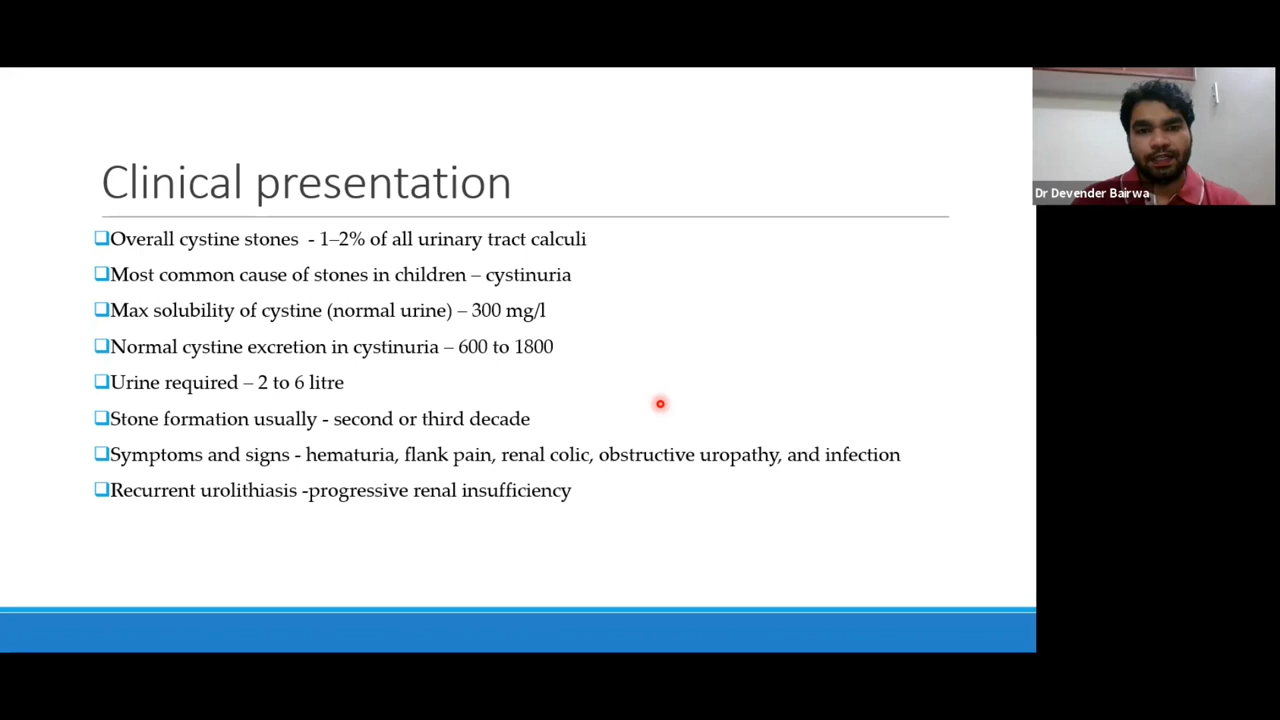 Clinical presentation
Overall cystine stones - 1–2% of all urinary tract calculi
Most common cause of stones in children – cystinuria
Max solubility of cystine (normal urine) – 300 mg/l
Normal cystine excretion in cystinuria – 600 to 1800
Urine required – 2 to 6 litre
Stone formation usually - second or third decade
Symptoms and signs - hematuria, flank pain, renal colic, obstructive uropathy, and infection
Recurrent urolithiasis -progressive renal insufficiency
Dr Devender Bairwa